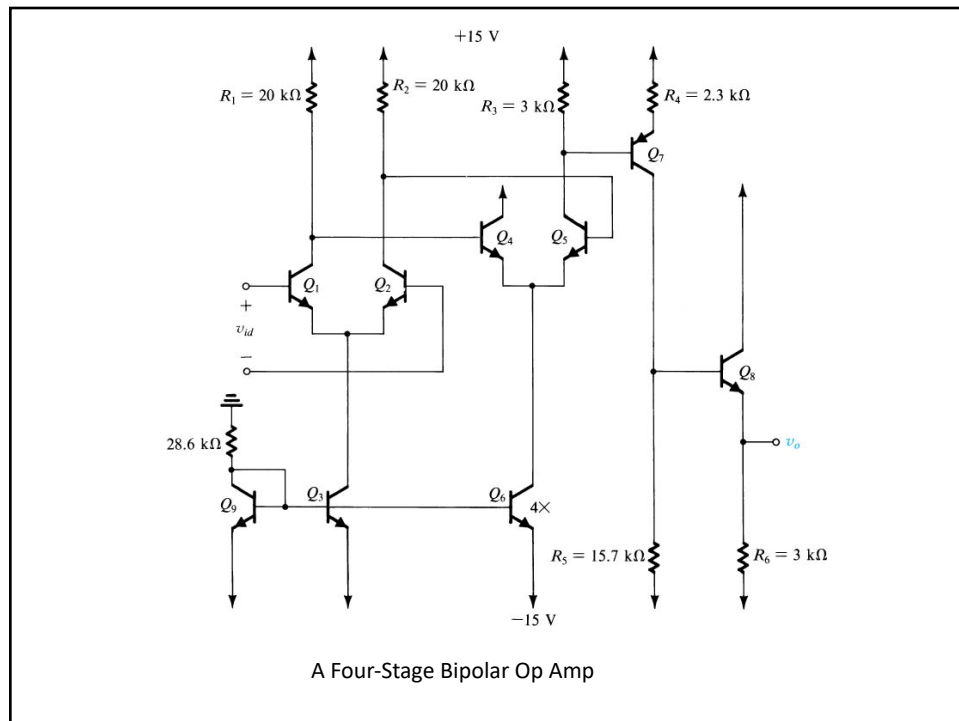 +15 V
R₁ = 20 kΩ
R₂ = 20 kΩ
R₃ = 3 kΩ
R₄ = 2.3 kΩ
Q₇
Q₄
Q₅
Q₁
Q₂
+
v_id
−
Q₈
28.6 kΩ
v_o
Q₉
Q₃
Q₆
4×
R₅ = 15.7 kΩ
R₆ = 3 kΩ
−15 V
A Four-Stage Bipolar Op Amp